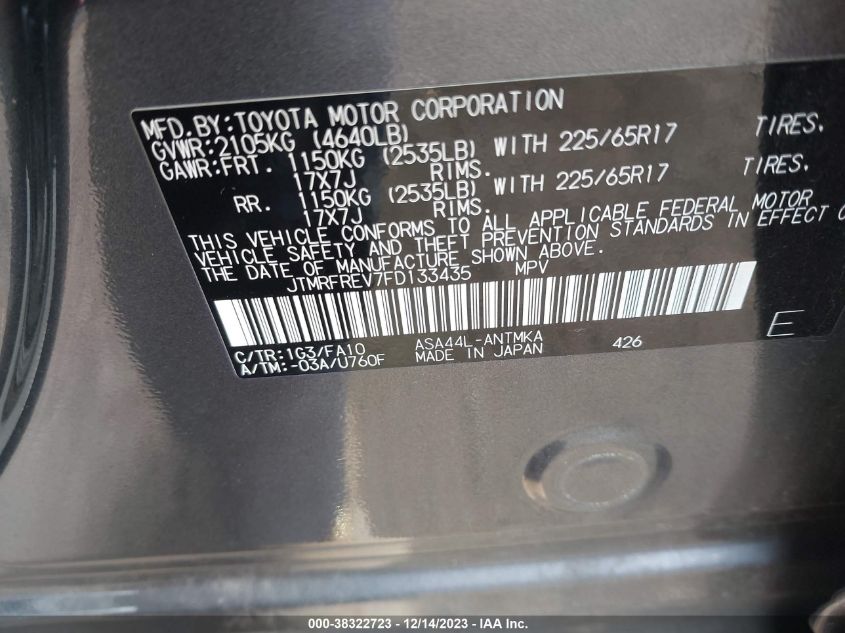 MFD.BY:TOYOTA MOTOR CORPORATION
GVWR:2105KG (4640LB)
GAWR:FRT. 1150KG (2535LB) WITH 225/65R17 TIRES.
17X7J RIMS.
RR. 1150KG (2535LB) WITH 225/65R17 TIRES.
17X7J RIMS.
THIS VEHICLE CONFORMS TO ALL APPLICABLE FEDERAL MOTOR
VEHICLE SAFETY AND THEFT PREVENTION STANDARDS IN EFFECT O
THE DATE OF MANUFACTURE SHOWN ABOVE.
JTMRFREV7FD133435 MPV
C/TR:1G3/FA10 ASA44L-ANTMKA 426 E
A/TM:-03A/U760F MADE IN JAPAN
000-38322723 - 12/14/2023 - IAA Inc.